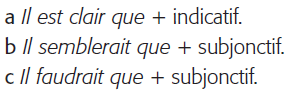 a Il est clair que + indicatif.
b Il semblerait que + subjonctif.
c Il faudrait que + subjonctif.